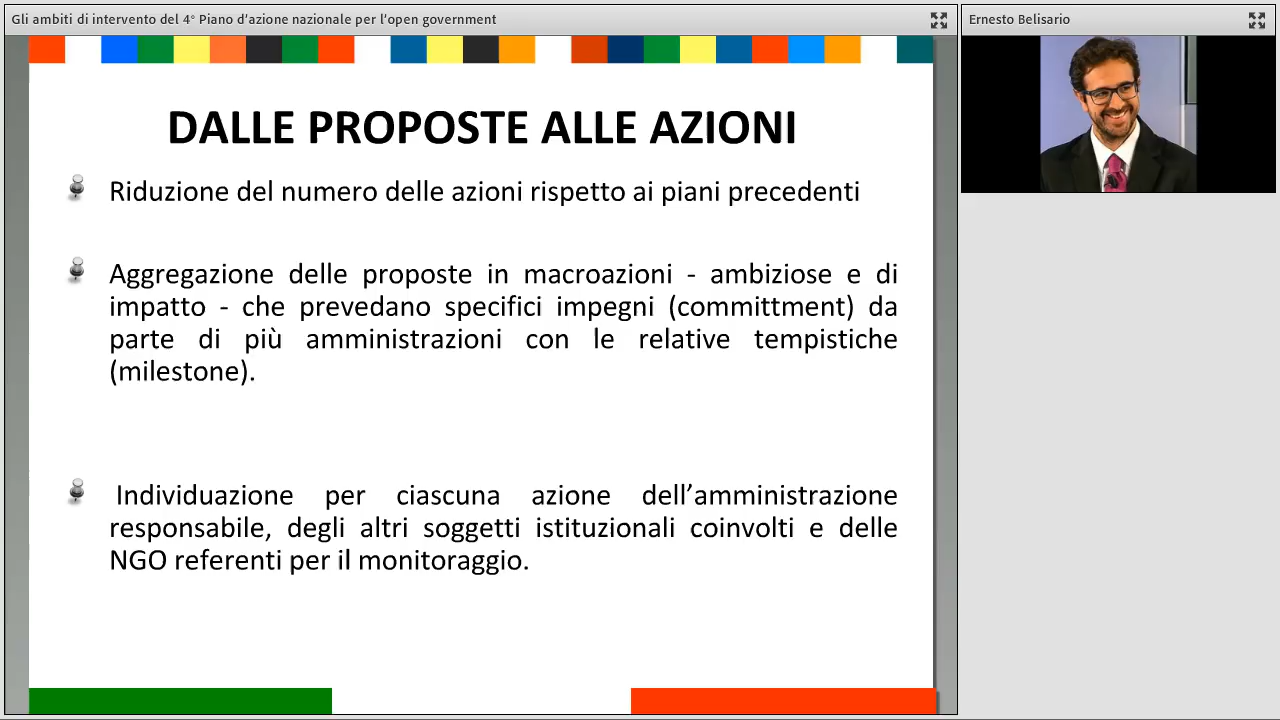 Gli ambiti di intervento del 4° Piano d'azione nazionale per l'open government
Ernesto Belisario
DALLE PROPOSTE ALLE AZIONI
Riduzione del numero delle azioni rispetto ai piani precedenti
Aggregazione delle proposte in macroazioni - ambiziose e di
impatto - che prevedano specifici impegni (committment) da
parte di più amministrazioni con le relative tempistiche
(milestone).
Individuazione per ciascuna azione dell’amministrazione
responsabile, degli altri soggetti istituzionali coinvolti e delle
NGO referenti per il monitoraggio.